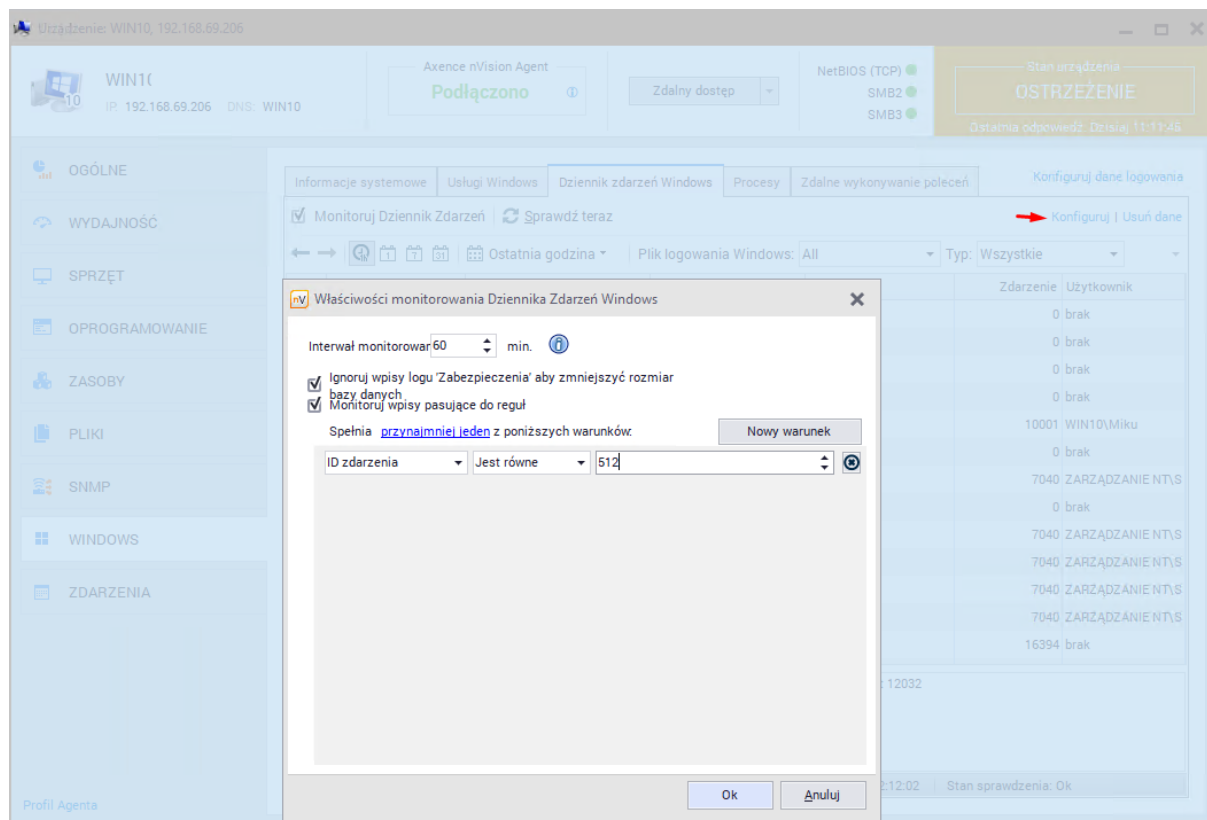 Urządzenie: WIN10, 192.168.69.206
WIN1(
10
IP: 192.168.69.206 DNS: WIN10
Axence nVision Agent
Podłączono
Zdalny dostęp
NetBIOS (TCP)
SMB2
SMB3
Stan urządzenia
OSTRZEŻENIE
Ostatnia odpowiedź: Dzisiaj 11:11:45
OGÓLNE
WYDAJNOŚĆ
SPRZĘT
OPROGRAMOWANIE
ZASOBY
PLIKI
SNMP
WINDOWS
ZDARZENIA
Profil Agenta
Informacje systemowe Usługi Windows Dziennik zdarzeń Windows Procesy Zdalne wykonywanie poleceń
Konfiguruj dane logowania
Monitoruj Dziennik Zdarzeń Sprawdź teraz
Konfiguruj | Usuń dane
1 7 31 Ostatnia godzina Plik logowania Windows: All Typ: Wszystkie
Zdarzenie Użytkownik
0 brak
0 brak
0 brak
0 brak
10001 WIN10\Miku
0 brak
7040 ZARZĄDZANIE NT\S
0 brak
7040 ZARZĄDZANIE NT\S
7040 ZARZĄDZANIE NT\S
7040 ZARZĄDZANIE NT\S
7040 ZARZĄDZANIE NT\S
16394 brak
: 12032
2:12:02 Stan sprawdzenia: Ok
nV Właściwości monitorowania Dziennika Zdarzeń Windows
Interwał monitorowar 60 min.
Ignoruj wpisy logu 'Zabezpieczenia' aby zmniejszyć rozmiar
bazy danych
Monitoruj wpisy pasujące do reguł
Spełnia przynajmniej jeden z poniższych warunków:
Nowy warunek
ID zdarzenia Jest równe 512
Ok Anuluj